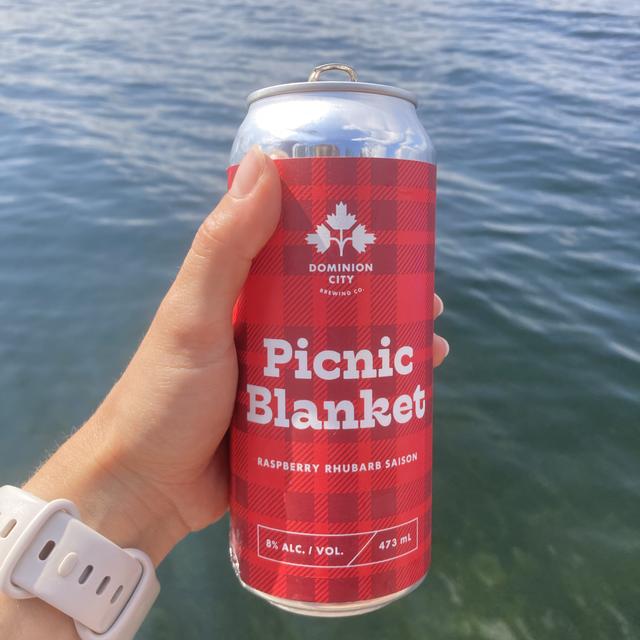 DOMINION
CITY
BREWING CO.
Picnic
Blanket
RASPBERRY RHUBARB SAISON
8% ALC. / VOL. 473 mL